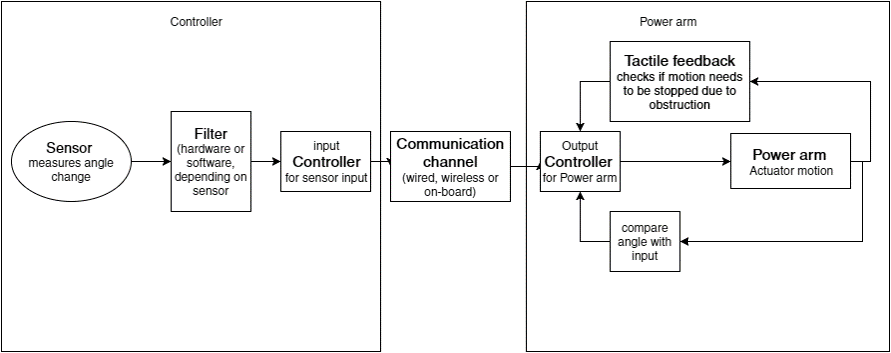 Controller
Power arm
Sensor
measures angle
change
Filter
(hardware or
software,
depending on
sensor
input
Controller
for sensor input
Communication
channel
(wired, wireless or
on-board)
Output
Controller
for Power arm
Tactile feedback
checks if motion needs
to be stopped due to
obstruction
Power arm
Actuator motion
compare
angle with
input